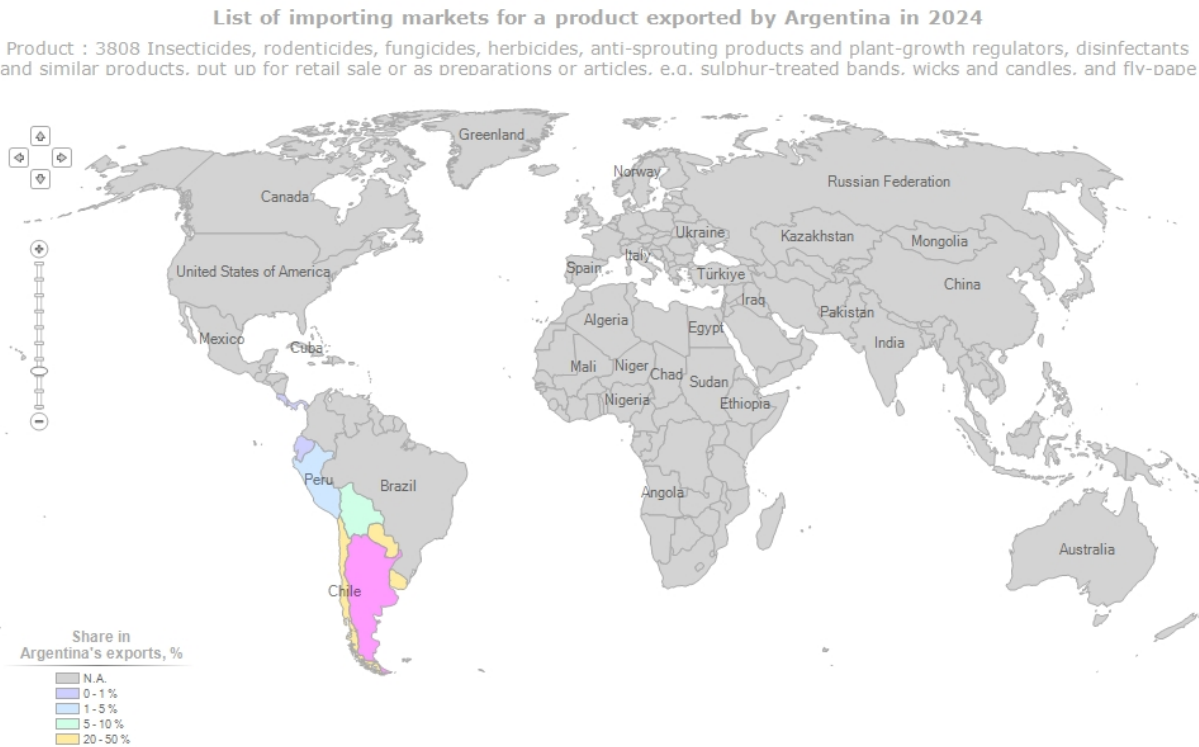 List of importing markets for a product exported by Argentina in 2024
Product : 3808 Insecticides, rodenticides, fungicides, herbicides, anti-sprouting products and plant-growth regulators, disinfectants
and similar products, put up for retail sale or as preparations or articles, e.g. sulphur-treated bands, wicks and candles, and fly-pape
Greenland
Norway
Russian Federation
Canada
Ukraine
Kazakhstan
Mongolia
Italy
Spain
Türkiye
United States of America
China
Iraq
Pakistan
Algeria
Egypt
Mexico
India
Cuba
Mali
Niger
Chad
Sudan
Nigeria
Ethiopia
Peru
Brazil
Angola
Australia
Chile
Share in
Argentina's exports, %
N.A.
0 - 1 %
1 - 5 %
5 - 10 %
20 - 50 %